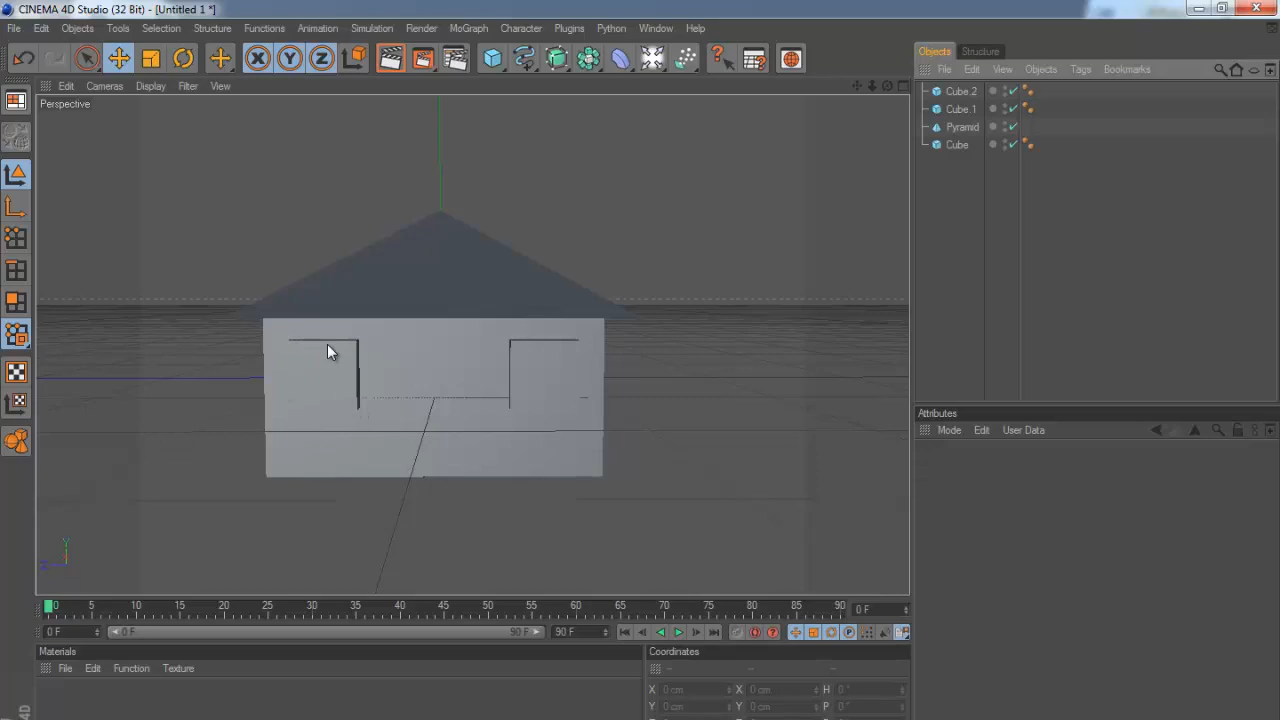 CINEMA 4D Studio (32 Bit) - [Untitled 1 *]
File Edit Objects Tools Selection Structure Functions Animation Simulation Render MoGraph Character Plugins Python Window Help
X Y Z
Objects Structure
File Edit View Objects Tags Bookmarks
Edit Cameras Display Filter View
Perspective
Cube.2
Cube.1
Pyramid
Cube
Attributes
Mode Edit User Data
Y
0 5 10 15 20 25 30 35 40 45 50 55 60 65 70 75 80 85 90 0 F
0 F 0 F 90 F 90 F
Materials
Coordinates
File Edit Function Texture
X 0 cm X 0 cm H 0 °
Y 0 cm Y 0 cm P 0 °
4D